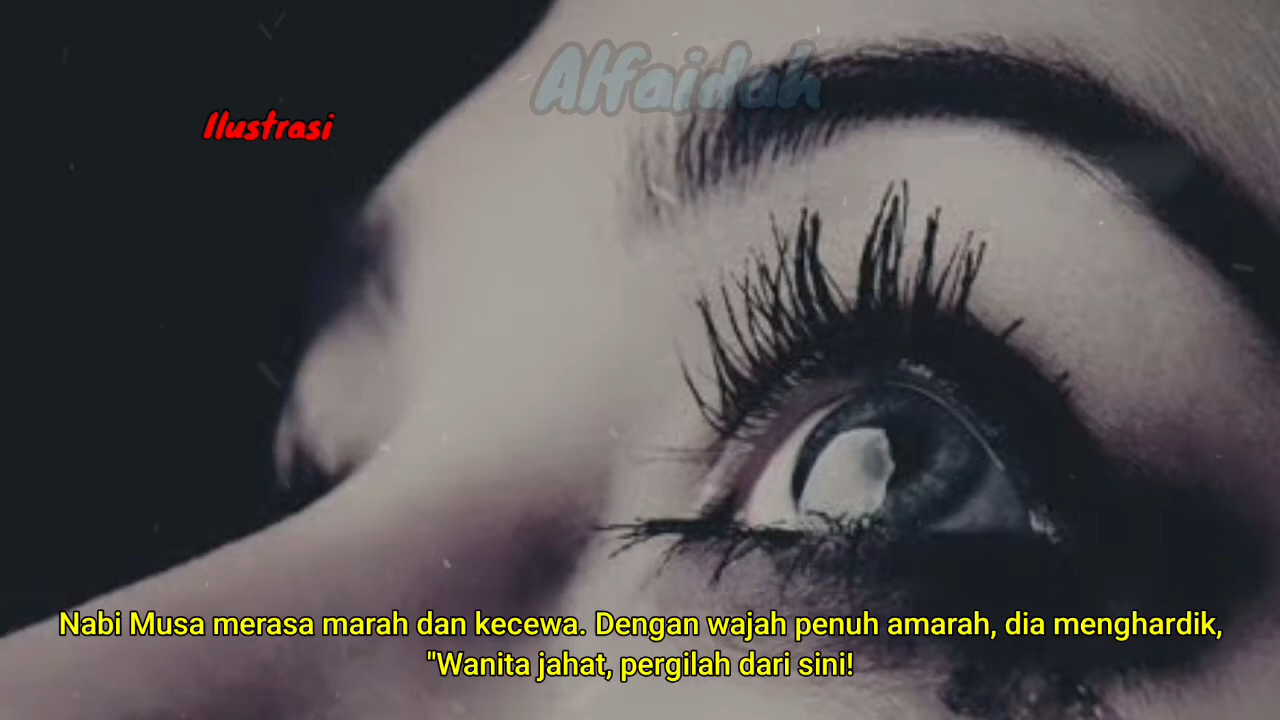 Alfaidah
Ilustrasi
Nabi Musa merasa marah dan kecewa. Dengan wajah penuh amarah, dia menghardik,
"Wanita jahat, pergilah dari sini!